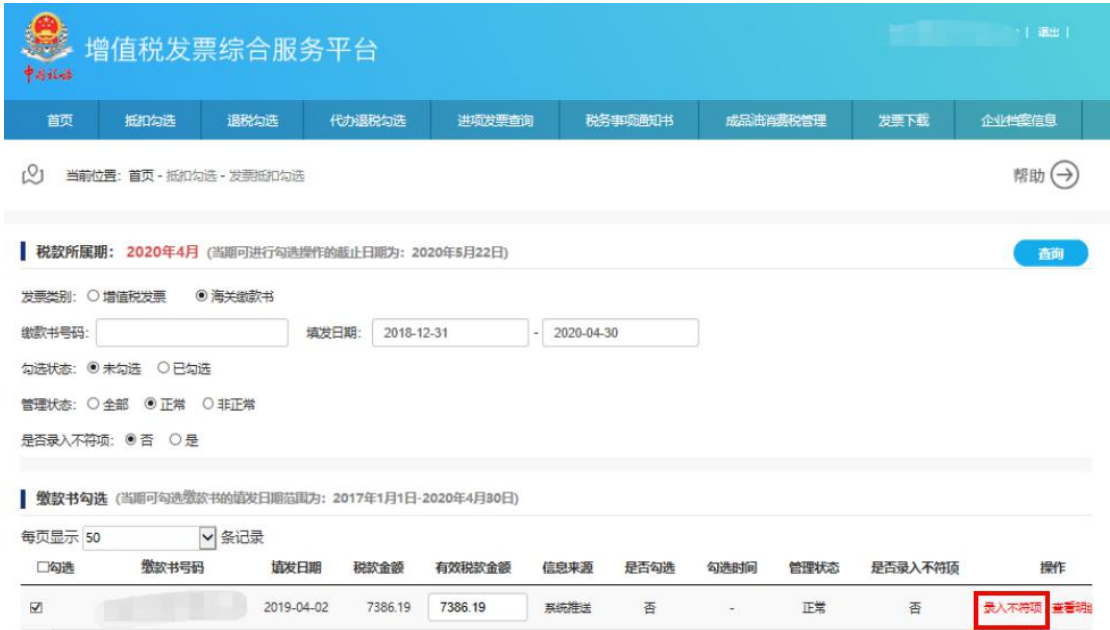 增值税发票综合服务平台
| 退出 |
首页 抵扣勾选 退税勾选 代办退税勾选 进项发票查询 税务事项通知书 成品油消费税管理 发票下载 企业档案信息
当前位置：首页 - 抵扣勾选 - 发票抵扣勾选 帮助
税款所属期：2020年4月 (当期可进行勾选操作的截止日期为：2020年5月22日) 查询
发票类别： 增值税发票 海关缴款书
缴款书号码： 填发日期： 2018-12-31 - 2020-04-30
勾选状态： 未勾选 已勾选
管理状态： 全部 正常 非正常
是否录入不符项： 否 是
缴款书勾选 (当期可勾选缴款书的填发日期范围为：2017年1月1日-2020年4月30日)
每页显示 50 条记录
勾选 缴款书号码 填发日期 税款金额 有效税款金额 信息来源 是否勾选 勾选时间 管理状态 是否录入不符项 操作
2019-04-02 7386.19 7386.19 系统推送 否 - 正常 否 录入不符项 查看明细